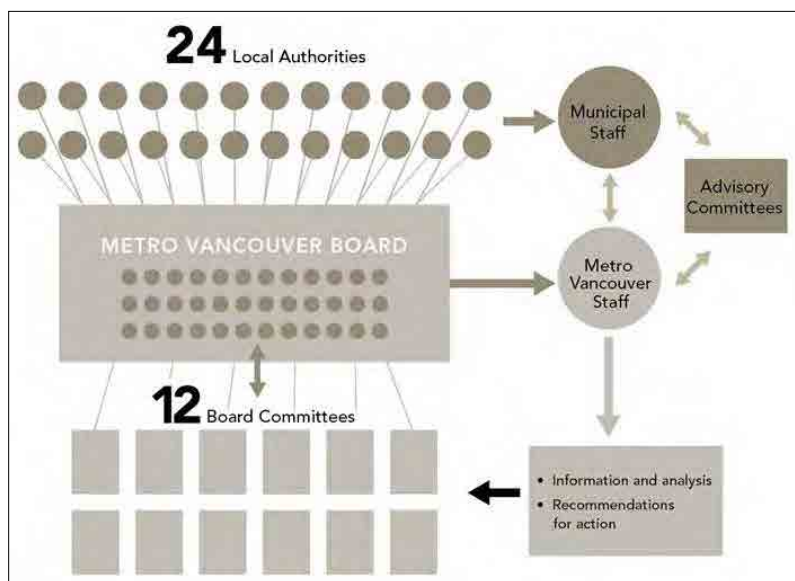 24 Local Authorities
Municipal
Staff
Advisory
Committees
METRO VANCOUVER BOARD
Metro
Vancouver
Staff
12 Board Committees
• Information and analysis
• Recommendations
for action